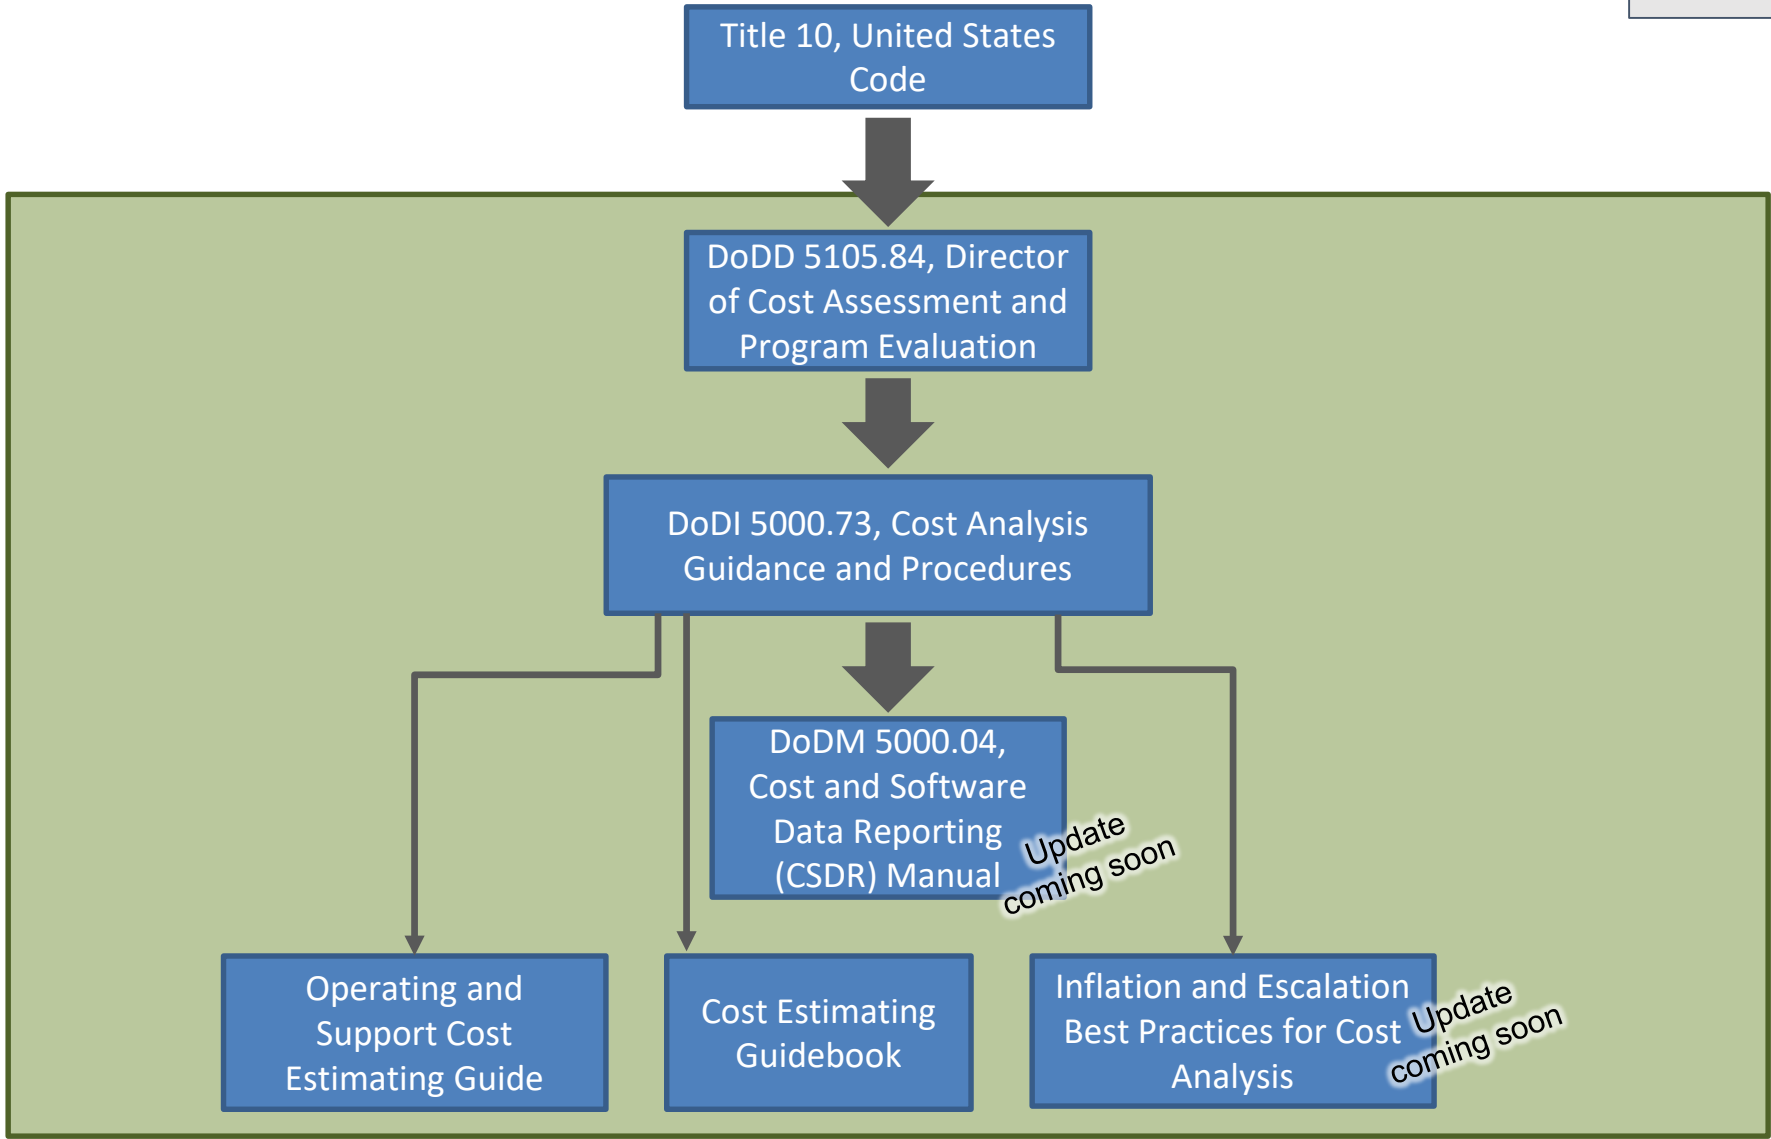 Title 10, United States
Code
DoDD 5105.84, Director
of Cost Assessment and
Program Evaluation
DoDI 5000.73, Cost Analysis
Guidance and Procedures
DoDM 5000.04,
Cost and Software
Data Reporting
(CSDR) Manual
Update
coming soon
Operating and
Support Cost
Estimating Guide
Cost Estimating
Guidebook
Inflation and Escalation
Best Practices for Cost
Analysis
Update
coming soon